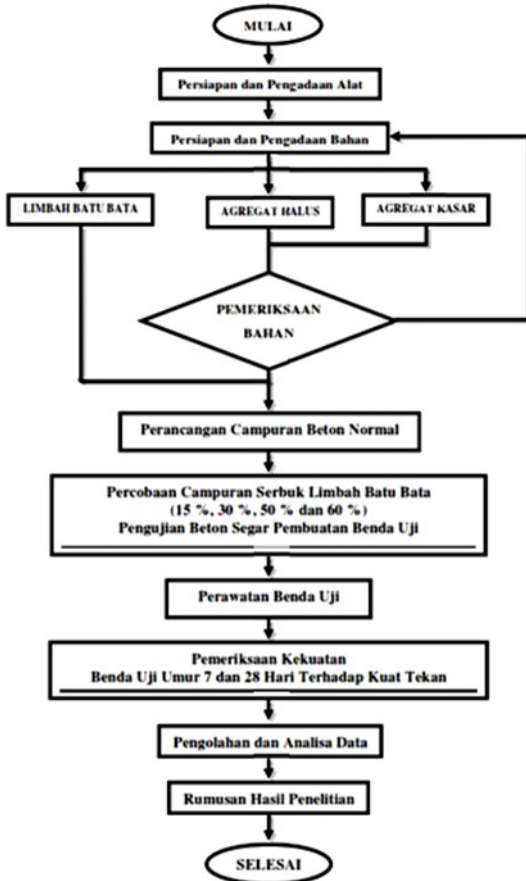 MULAI
Persiapan dan Pengadaan Alat
Persiapan dan Pengadaan Bahan
LIMBAH BATU BATA
AGREGAT HALUS
AGREGAT KASAR
PEMERIKSAAN
BAHAN
Perancangan Campuran Beton Normal
Percobaan Campuran Serbuk Limbah Batu Bata
(15 %, 30 %, 50 % dan 60 %)
Pengujian Beton Segar Pembuatan Benda Uji
Perawatan Benda Uji
Pemeriksaan Kekuatan
Benda Uji Umur 7 dan 28 Hari Terhadap Kuat Tekan
Pengolahan dan Analisa Data
Rumusan Hasil Penelitian
SELESAI